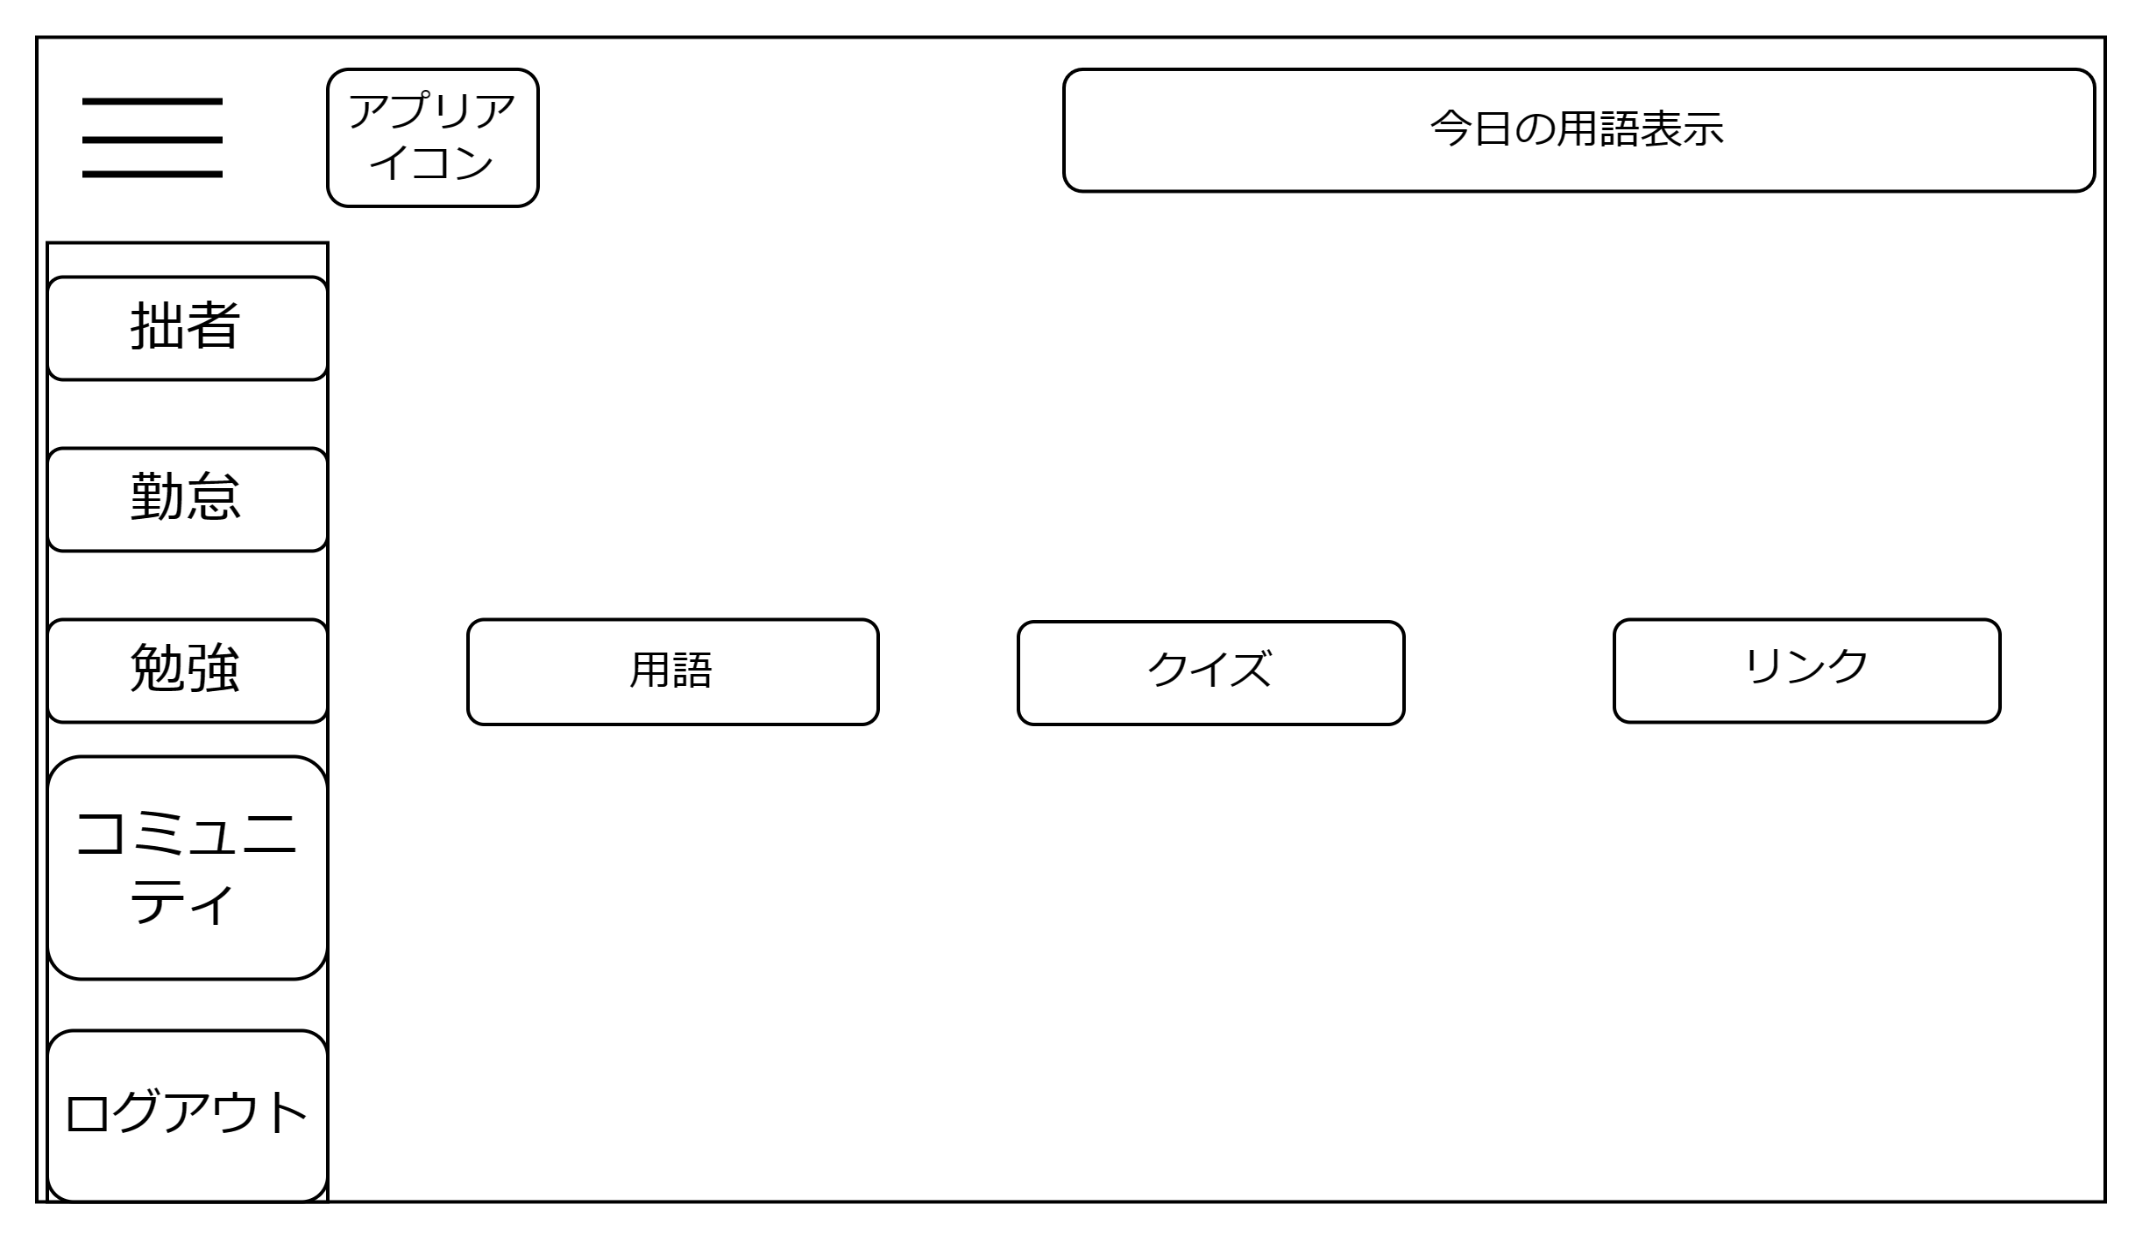 アプリア
イコン
今日の用語表示
拙者
勤怠
勉強
コミュニ
ティ
ログアウト
用語
クイズ
リンク